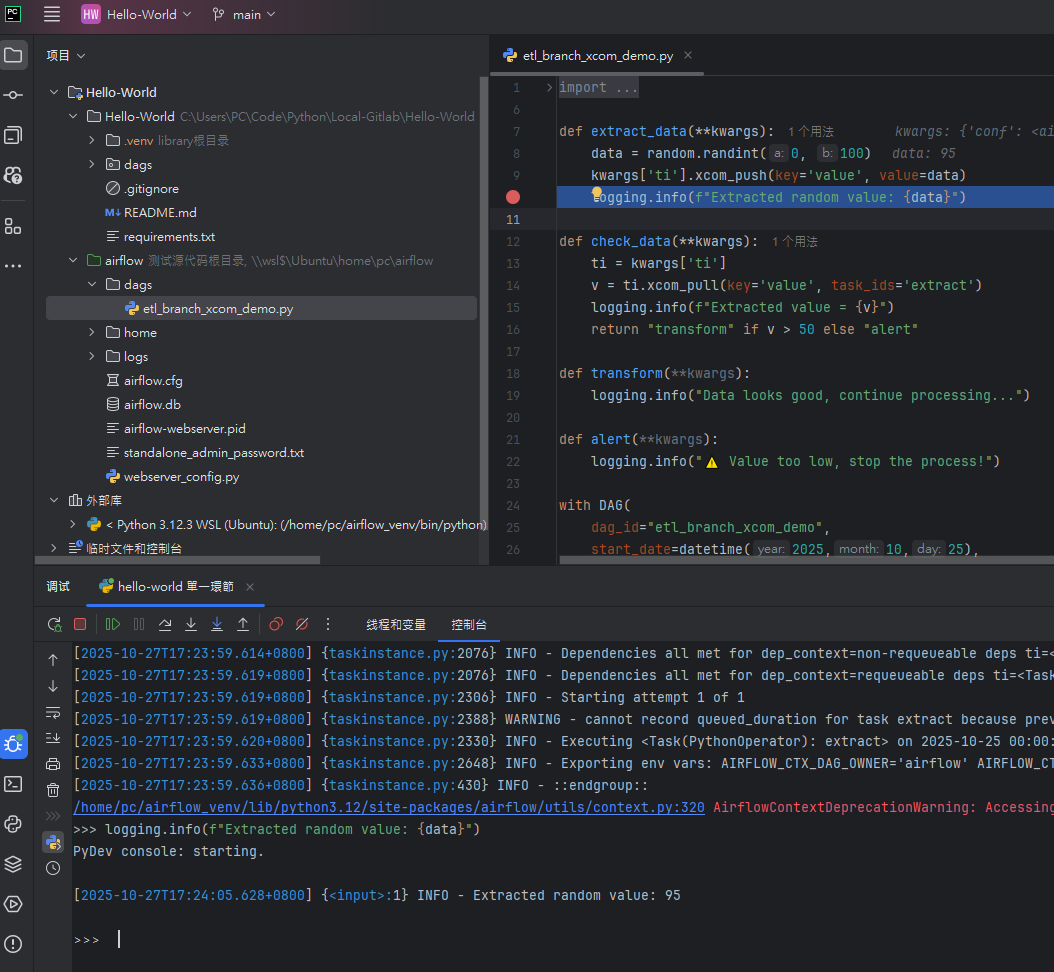 PC
HW Hello-World main
项目
etl_branch_xcom_demo.py
Hello-World
Hello-World C:\Users\PC\Code\Python\Local-Gitlab\Hello-World
.venv library根目录
dags
.gitignore
M↓ README.md
requirements.txt
airflow 测试源代码根目录, \\wsl$\Ubuntu\home\pc\airflow
dags
etl_branch_xcom_demo.py
home
logs
airflow.cfg
airflow.db
airflow-webserver.pid
standalone_admin_password.txt
webserver_config.py
外部库
< Python 3.12.3 WSL (Ubuntu): (/home/pc/airflow_venv/bin/python)
临时文件和控制台
1 import ...
6
7 def extract_data(**kwargs): 1个用法 kwargs: {'conf': <ai
8 data = random.randint( a: 0, b: 100) data: 95
9 kwargs['ti'].xcom_push(key='value', value=data)
logging.info(f"Extracted random value: {data}")
11
12 def check_data(**kwargs): 1个用法
13 ti = kwargs['ti']
14 v = ti.xcom_pull(key='value', task_ids='extract')
15 logging.info(f"Extracted value = {v}")
16 return "transform" if v > 50 else "alert"
17
18 def transform(**kwargs):
19 logging.info("Data looks good, continue processing...")
20
21 def alert(**kwargs):
22 logging.info("⚠ Value too low, stop the process!")
23
24 with DAG(
25 dag_id="etl_branch_xcom_demo",
26 start_date=datetime( year: 2025, month: 10, day: 25),
调试 hello-world 單一環節
线程和变量 控制台
[2025-10-27T17:23:59.614+0800] {taskinstance.py:2076} INFO - Dependencies all met for dep_context=non-requeueable deps ti=<
[2025-10-27T17:23:59.619+0800] {taskinstance.py:2076} INFO - Dependencies all met for dep_context=requeueable deps ti=<Task
[2025-10-27T17:23:59.619+0800] {taskinstance.py:2306} INFO - Starting attempt 1 of 1
[2025-10-27T17:23:59.619+0800] {taskinstance.py:2388} WARNING - cannot record queued_duration for task extract because prev
[2025-10-27T17:23:59.620+0800] {taskinstance.py:2330} INFO - Executing <Task(PythonOperator): extract> on 2025-10-25 00:00:
[2025-10-27T17:23:59.633+0800] {taskinstance.py:2648} INFO - Exporting env vars: AIRFLOW_CTX_DAG_OWNER='airflow' AIRFLOW_CT
[2025-10-27T17:23:59.636+0800] {taskinstance.py:430} INFO - ::endgroup::
/home/pc/airflow_venv/lib/python3.12/site-packages/airflow/utils/context.py:320 AirflowContextDeprecationWarning: Accessing
>>> logging.info(f"Extracted random value: {data}")
PyDev console: starting.
[2025-10-27T17:24:05.628+0800] {<input>:1} INFO - Extracted random value: 95
>>>